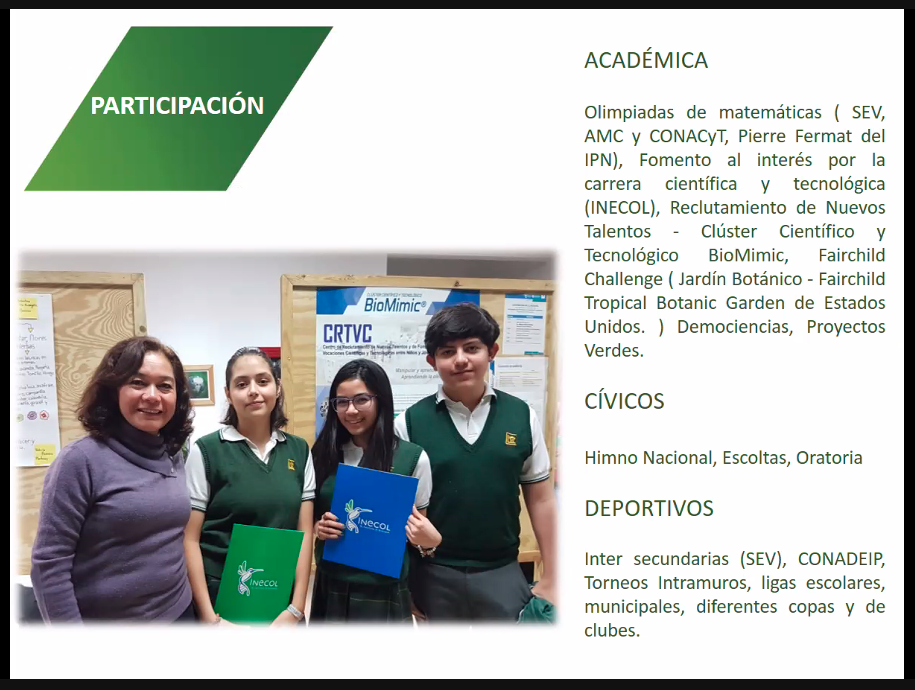 PARTICIPACIÓN
ACADÉMICA
Olimpiadas de matemáticas ( SEV,
AMC y CONACyT, Pierre Fermat del
IPN), Fomento al interés por la
carrera científica y tecnológica
(INECOL), Reclutamiento de Nuevos
Talentos - Clúster Científico y
Tecnológico BioMimic, Fairchild
Challenge ( Jardín Botánico - Fairchild
Tropical Botanic Garden de Estados
Unidos. ) Demociencias, Proyectos
Verdes.
CÍVICOS
Himno Nacional, Escoltas, Oratoria
DEPORTIVOS
Inter secundarias (SEV), CONADEIP,
Torneos Intramuros, ligas escolares,
municipales, diferentes copas y de
clubes.
BioMimic®
CRTVC
INECOL
INECOL